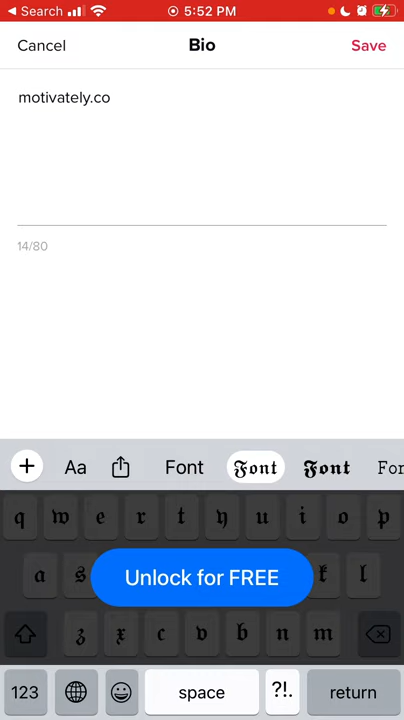 Search 5:52 PM
Cancel Bio Save
motivately.co
14/80
Aa Font 𝕱𝖔𝖓𝖙 𝕱𝖔𝖓𝖙 For
q w e r t y u i o p
a s k l
Unlock for FREE
z x c v b n m
123 space ?!. return